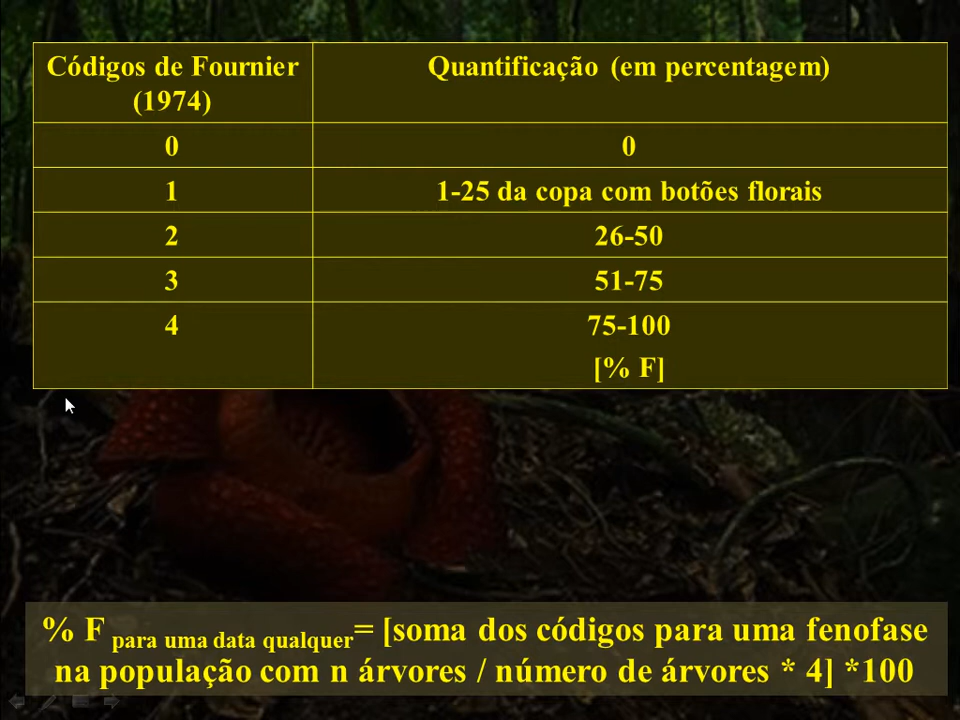 Códigos de Fournier
(1974)
Quantificação (em percentagem)
0
0
1
1-25 da copa com botões florais
2
26-50
3
51-75
4
75-100
[% F]
% F para uma data qualquer= [soma dos códigos para uma fenofase
na população com n árvores / número de árvores * 4] *100